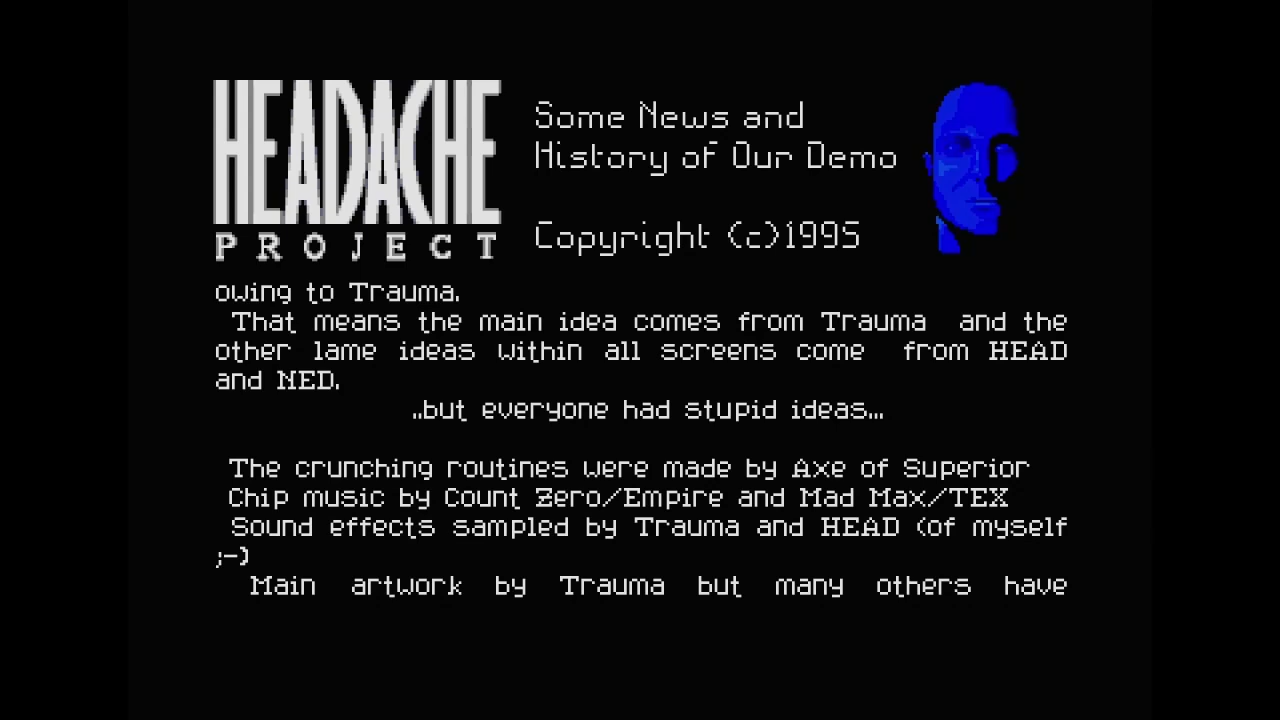 HEADACHE
PROJECT
Some News and
History of Our Demo
Copyright (c)1995
owing to Trauma.
That means the main idea comes from Trauma and the
other lame ideas within all screens come from HEAD
and NED.
..but everyone had stupid ideas...
The crunching routines were made by Axe of Superior
Chip music by Count Zero/Empire and Mad Max/TEX
Sound effects sampled by Trauma and HEAD (of myself
;-)
Main artwork by Trauma but many others have